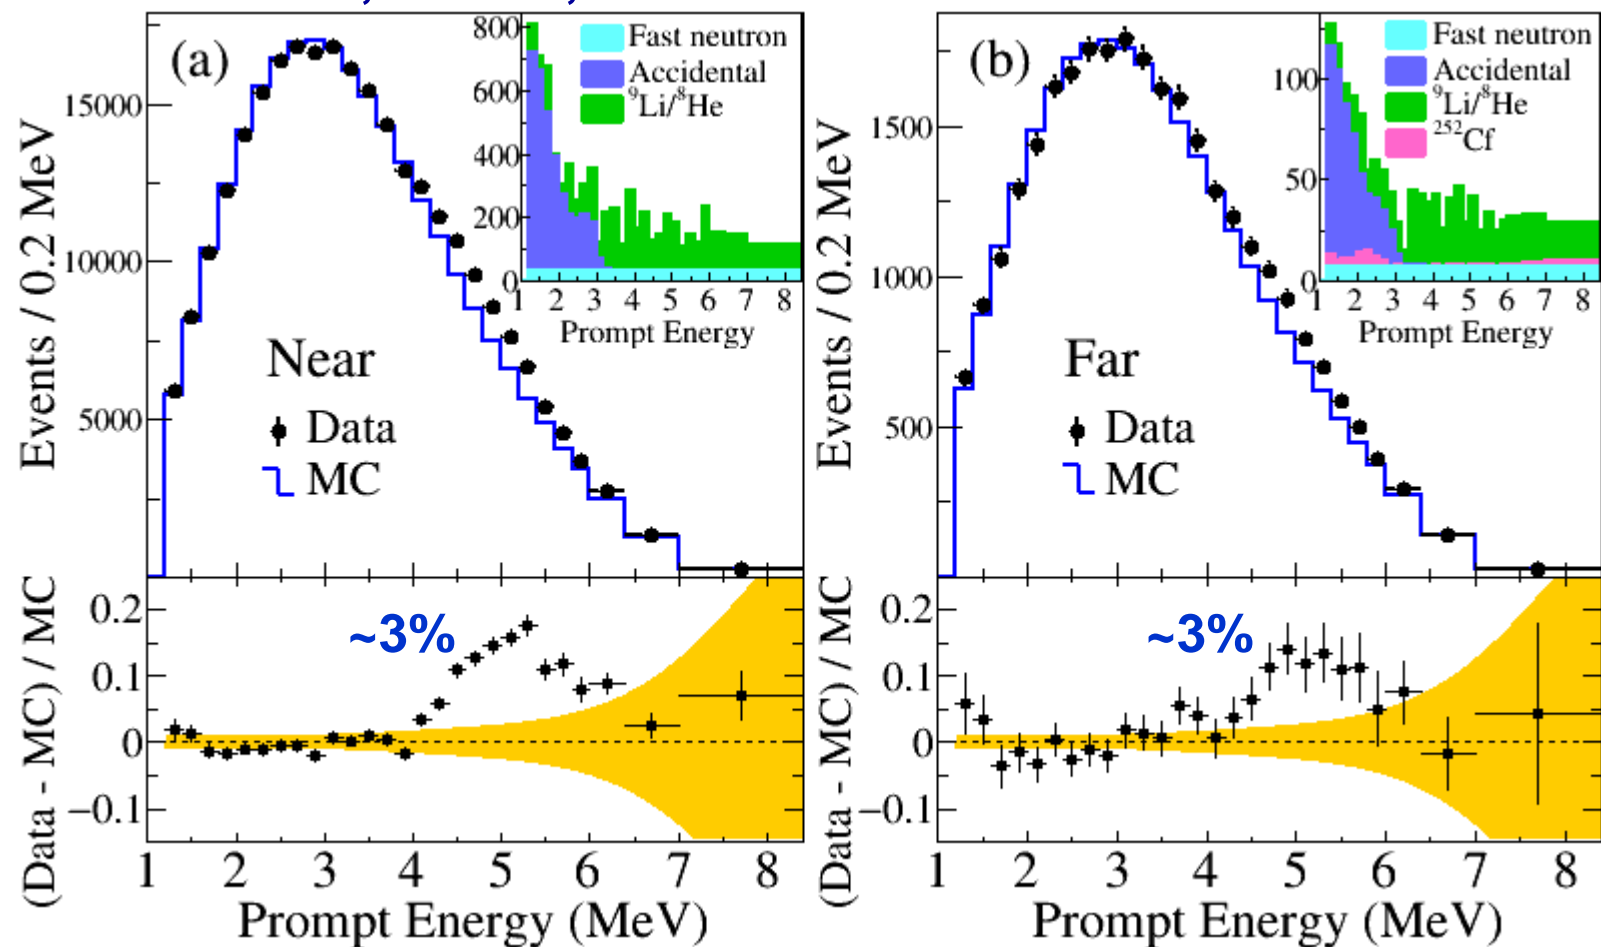 (a)
Events / 0.2 MeV
15000
10000
5000
Near
Data
MC
800
600
400
200
0
Fast neutron
Accidental
⁹Li/⁸He
1 2 3 4 5 6 7 8
Prompt Energy
(Data - MC) / MC
0.2
0.1
0
−0.1
~3%
1 2 3 4 5 6 7 8
Prompt Energy (MeV)
(b)
Events / 0.2 MeV
1500
1000
500
Far
Data
MC
100
50
0
Fast neutron
Accidental
⁹Li/⁸He
²⁵²Cf
1 2 3 4 5 6 7 8
Prompt Energy
(Data - MC) / MC
0.2
0.1
0
−0.1
~3%
1 2 3 4 5 6 7 8
Prompt Energy (MeV)